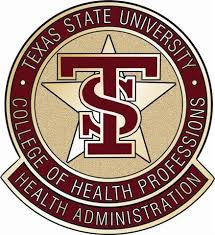 · TEXAS STATE UNIVERSITY ·
COLLEGE OF HEALTH PROFESSIONS
TS
HEALTH ADMINISTRATION